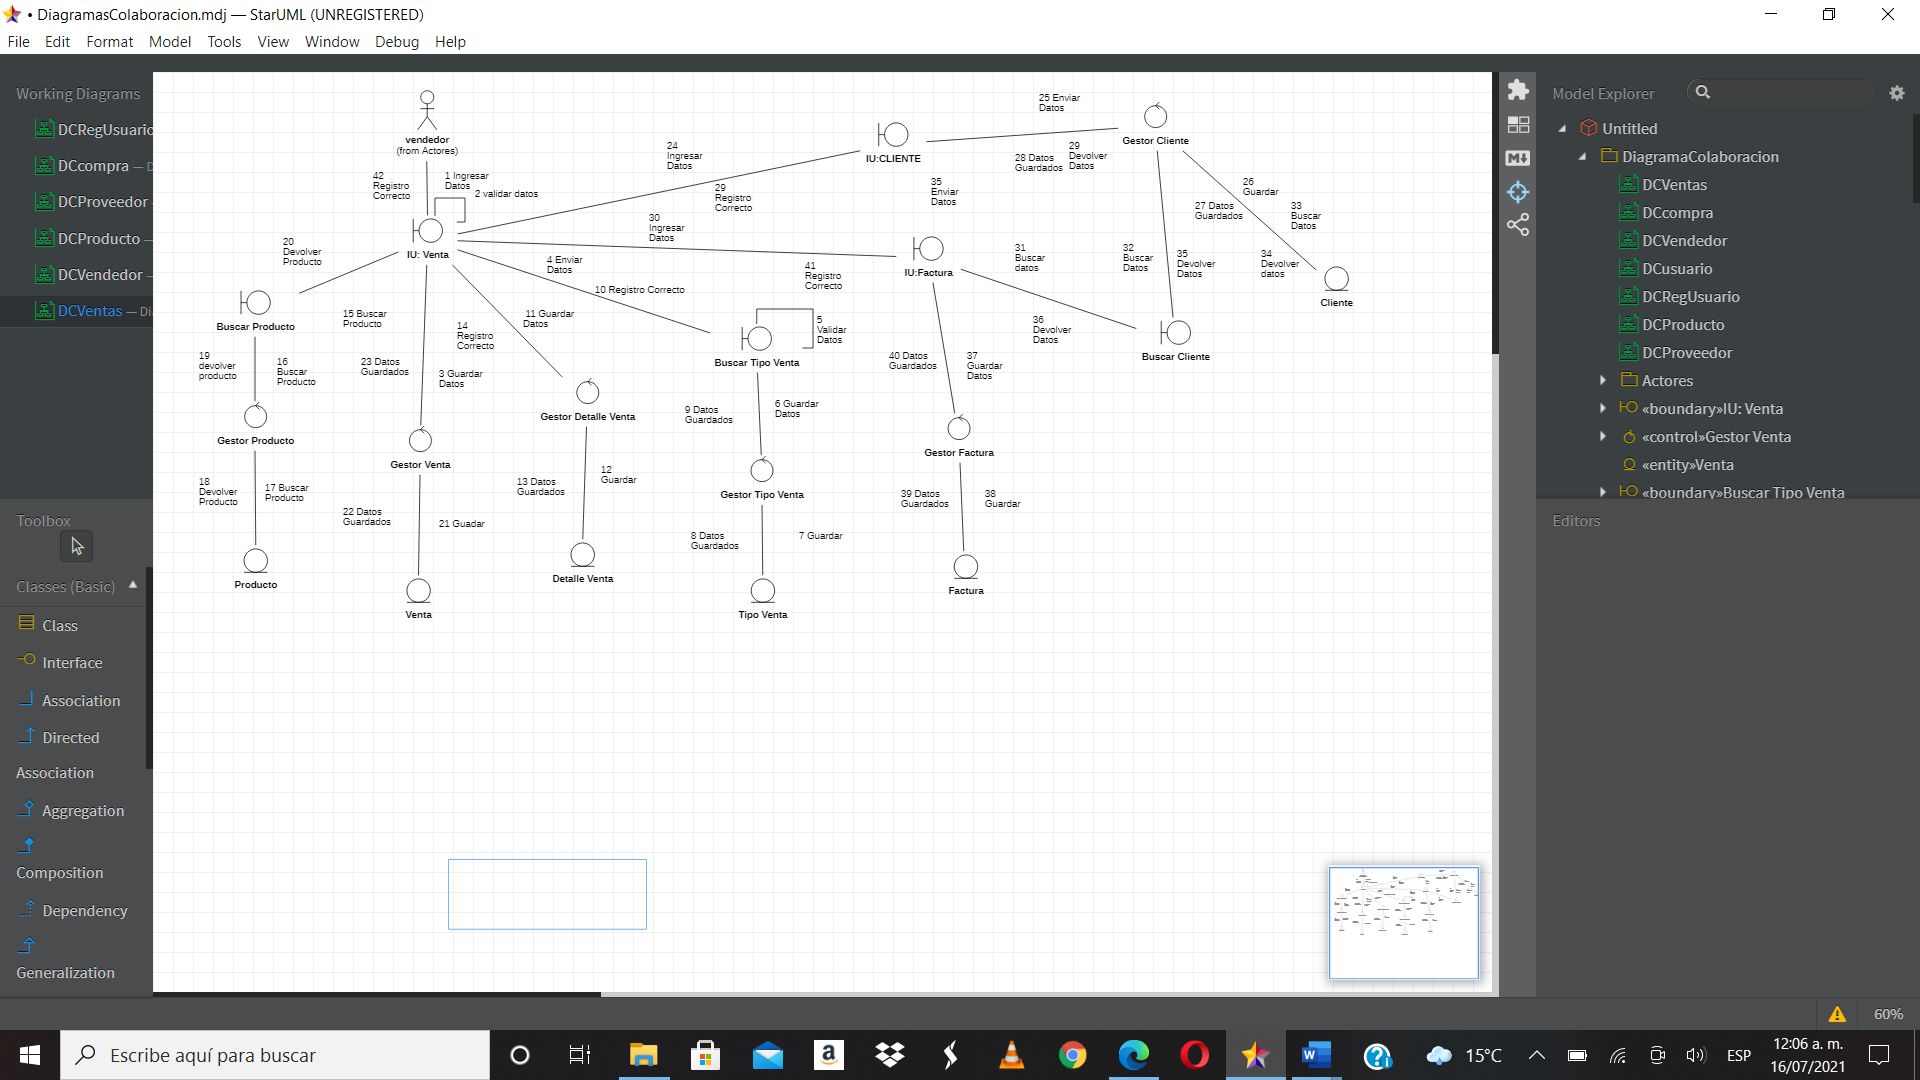 • DiagramasColaboracion.mdj — StarUML (UNREGISTERED)
File Edit Format Model Tools View Window Debug Help
Working Diagrams
DCRegUsuario
DCcompra — D
DCProveedor
DCProducto —
DCVendedor —
DCVentas — Di
Toolbox
Classes (Basic)
Class
Interface
Association
Directed
Association
Aggregation
Composition
Dependency
Generalization
vendedor
(from Actores)
42
Registro
Correcto
1 Ingresar
Datos
2 validar datos
IU: Venta
20
Devolver
Producto
Buscar Producto
19
devolver
producto
16
Buscar
Producto
Gestor Producto
18
Devolver
Producto
17 Buscar
Producto
Producto
15 Buscar
Producto
23 Datos
Guardados
14
Registro
Correcto
3 Guardar
Datos
Gestor Venta
22 Datos
Guardados
21 Guadar
Venta
11 Guardar
Datos
Gestor Detalle Venta
13 Datos
Guardados
12
Guardar
Detalle Venta
4 Enviar
Datos
10 Registro Correcto
5
Validar
Datos
Buscar Tipo Venta
9 Datos
Guardados
6 Guardar
Datos
Gestor Tipo Venta
8 Datos
Guardados
7 Guardar
Tipo Venta
24
Ingresar
Datos
29
Registro
Correcto
30
Ingresar
Datos
41
Registro
Correcto
IU:CLIENTE
25 Enviar
Datos
28 Datos
Guardados
29
Devolver
Datos
Gestor Cliente
35
Enviar
Datos
IU:Factura
31
Buscar
datos
36
Devolver
Datos
40 Datos
Guardados
37
Guardar
Datos
Gestor Factura
39 Datos
Guardados
38
Guardar
Factura
26
Guardar
27 Datos
Guardados
33
Buscar
Datos
32
Buscar
Datos
35
Devolver
Datos
34
Devolver
datos
Cliente
Buscar Cliente
M
Model Explorer
Untitled
DiagramaColaboracion
DCVentas
DCcompra
DCVendedor
DCusuario
DCRegUsuario
DCProducto
DCProveedor
Actores
«boundary»IU: Venta
«control»Gestor Venta
«entity»Venta
«boundary»Buscar Tipo Venta
Editors
60%
Escribe aquí para buscar
a
W
15°C
ESP
12:06 a. m.
16/07/2021